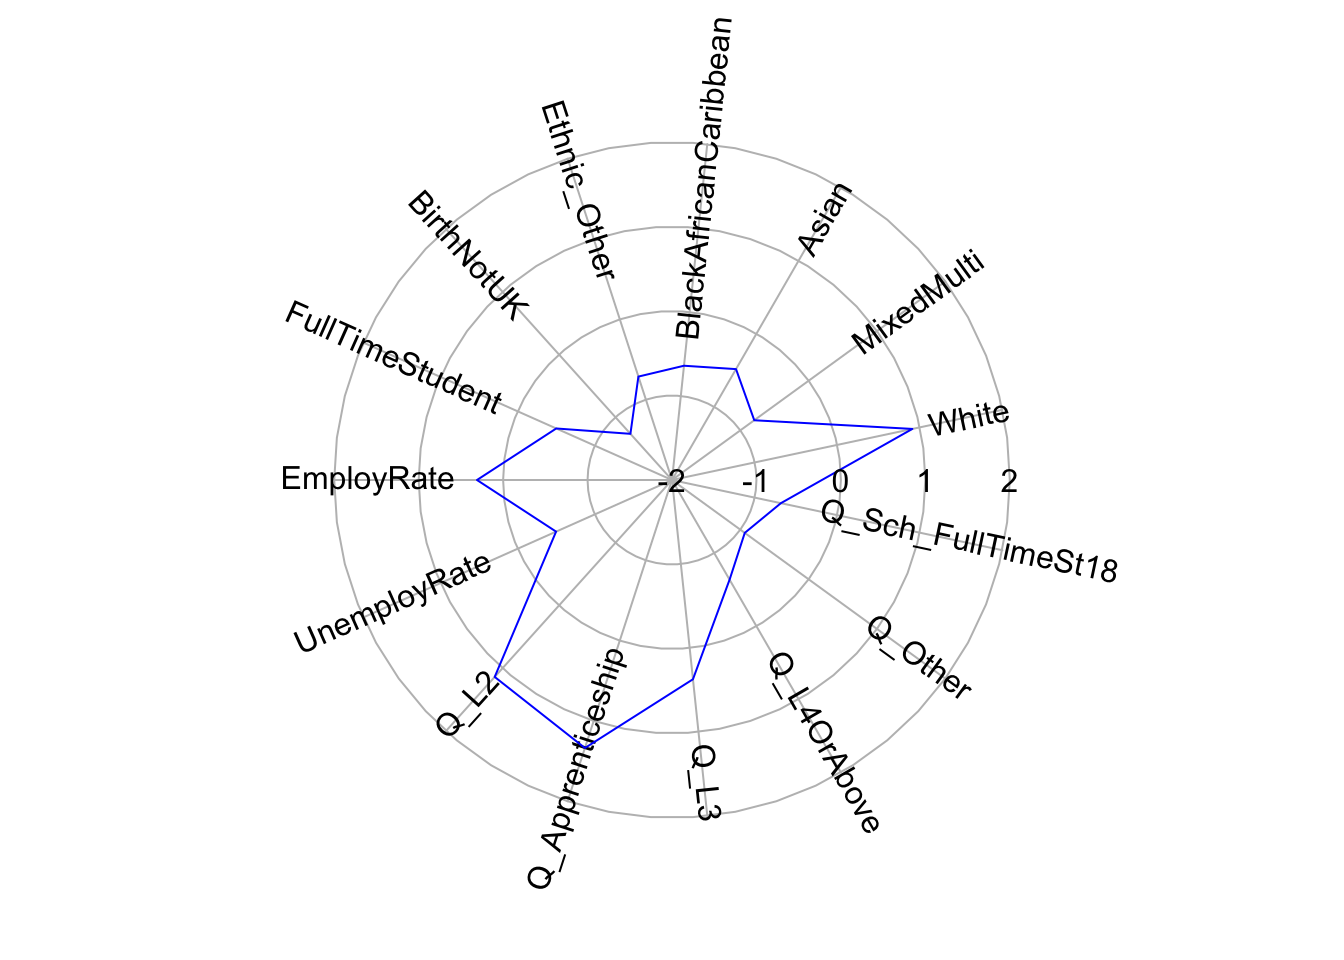 BlackAfricanCaribbean
Ethnic_Other
Asian
BirthNotUK
MixedMulti
FullTimeStudent
White
EmployRate
-2
-1
0
1
2
Q_Sch_FullTimeSt18
UnemployRate
Q_Other
Q_L2
Q_Apprenticeship
Q_L4OrAbove
Q_L3